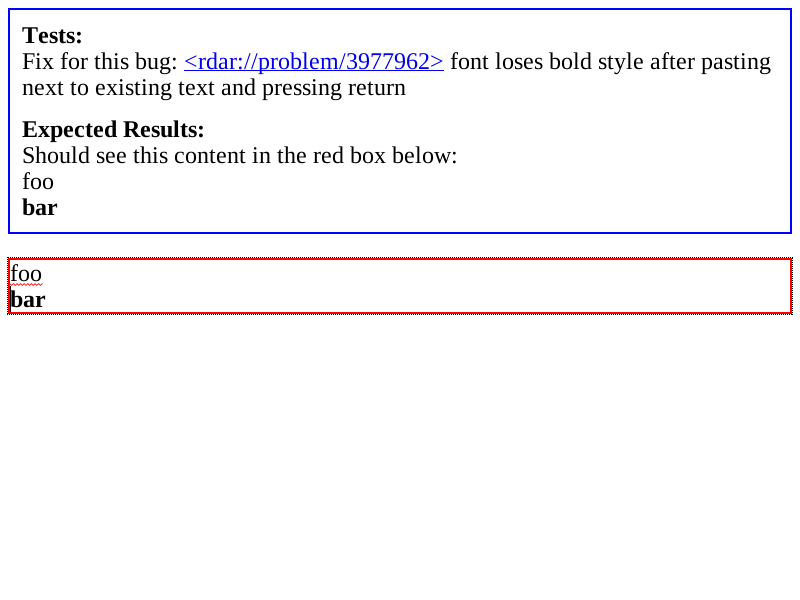 Tests:
Fix for this bug: <rdar://problem/3977962> font loses bold style after pasting
next to existing text and pressing return
Expected Results:
Should see this content in the red box below:
foo
bar
foo
bar